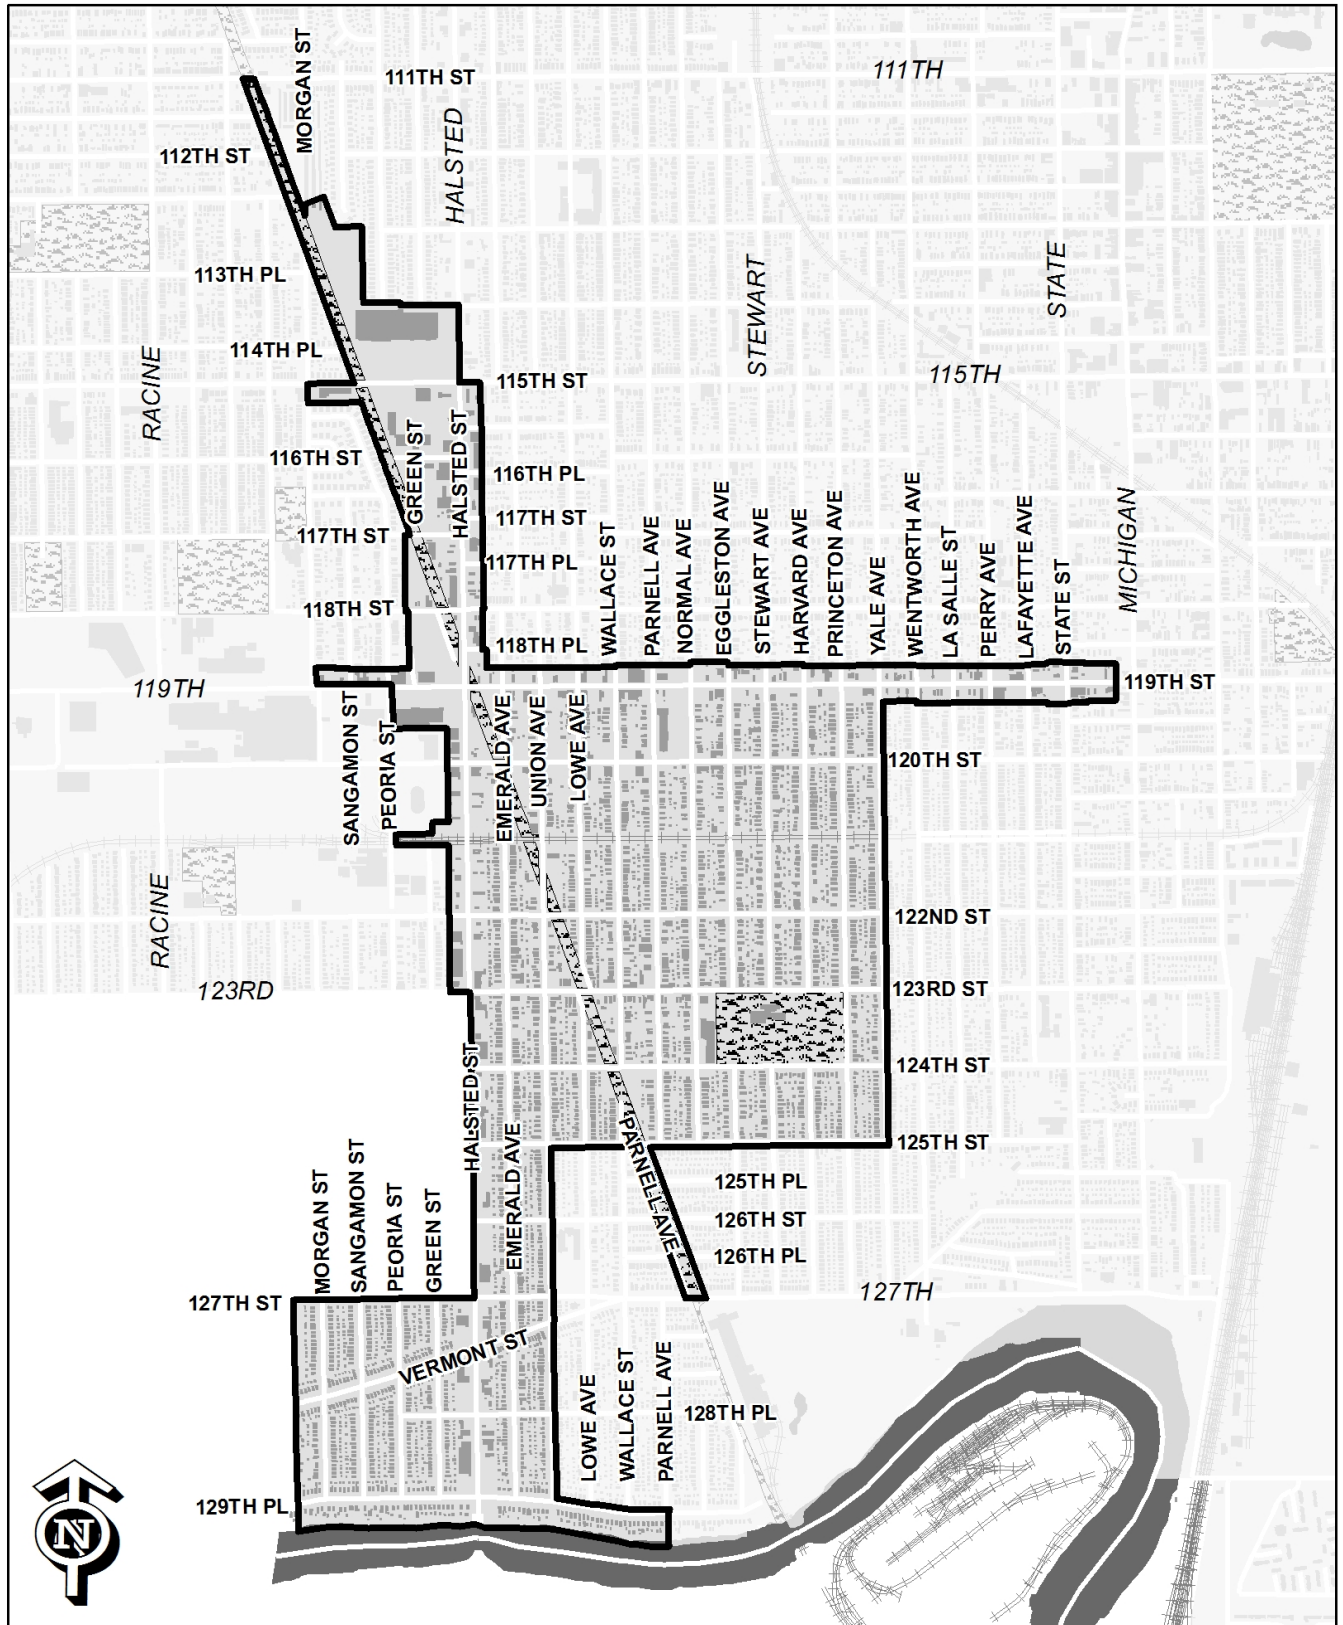 MORGAN ST
111TH ST
111TH
HALSTED
112TH ST
113TH PL
STEWART
STATE
114TH PL
RACINE
115TH ST
115TH
GREEN ST
HALSTED ST
116TH ST
116TH PL
117TH ST
117TH ST
117TH PL
WALLACE ST
PARNELL AVE
NORMAL AVE
EGGLESTON AVE
STEWART AVE
HARVARD AVE
PRINCETON AVE
YALE AVE
WENTWORTH AVE
LA SALLE ST
PERRY AVE
LAFAYETTE AVE
STATE ST
MICHIGAN
118TH ST
118TH PL
119TH
119TH ST
SANGAMON ST
PEORIA ST
EMERALD AVE
UNION AVE
LOWE AVE
120TH ST
RACINE
122ND ST
123RD
123RD ST
124TH ST
HALSTED ST
EMERALD AVE
PARNELL AVE
125TH ST
125TH PL
126TH ST
126TH PL
MORGAN ST
SANGAMON ST
PEORIA ST
GREEN ST
127TH ST
127TH
VERMONT ST
LOWE AVE
WALLACE ST
PARNELL AVE
128TH PL
129TH PL
N